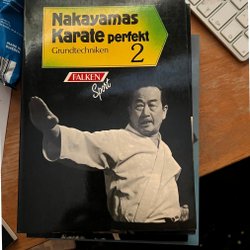 Nakayamas
Karate perfekt
Grundtechniken 2
FALKEN
Sport